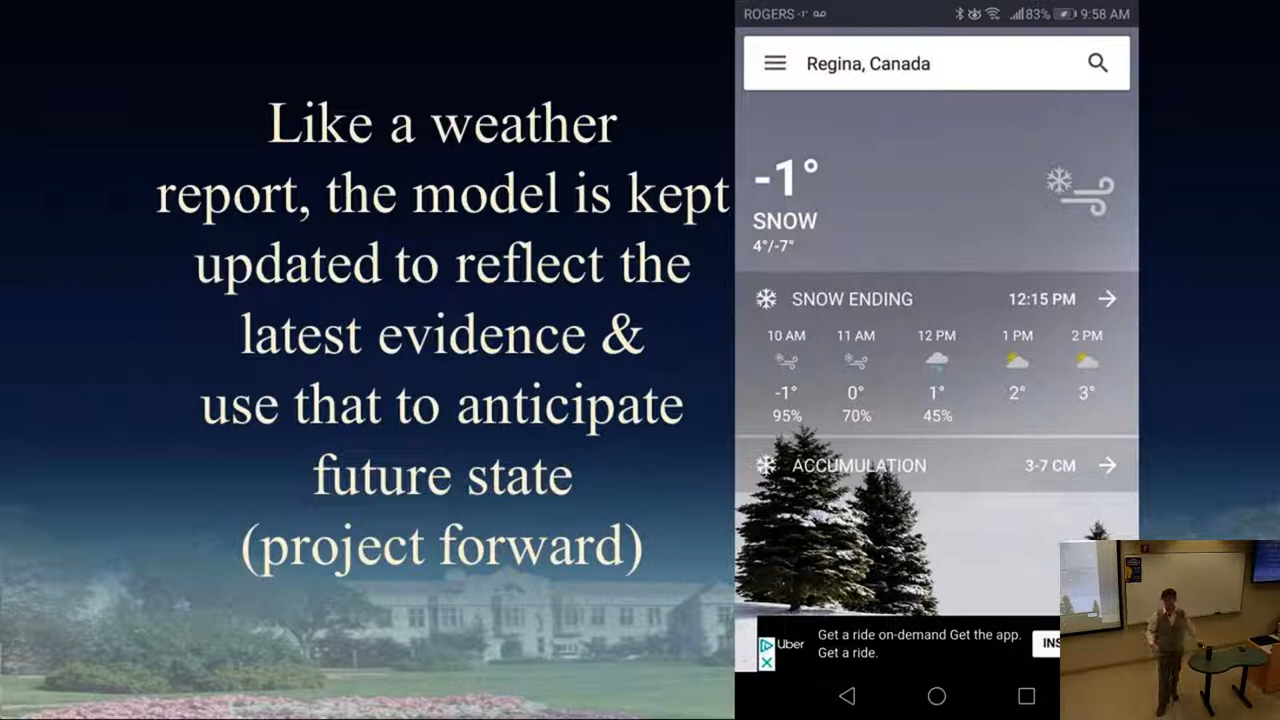 Like a weather
report, the model is kept
updated to reflect the
latest evidence &
use that to anticipate
future state
(project forward)
ROGERS -1° 83% 9:58 AM
Regina, Canada
-1°
SNOW
4°/-7°
SNOW ENDING 12:15 PM
10 AM 11 AM 12 PM 1 PM 2 PM
-1° 0° 1° 2° 3°
95% 70% 45%
ACCUMULATION 3-7 CM
Uber
Get a ride on-demand Get the app.
Get a ride.
INS